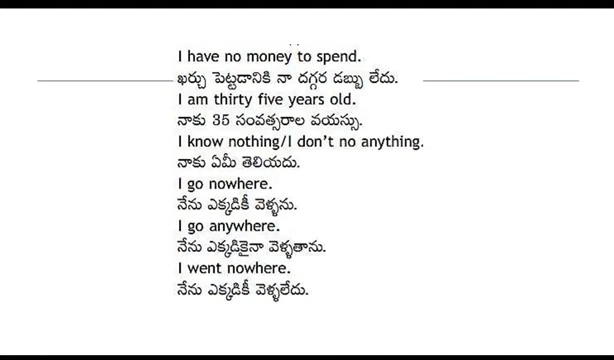 I have no money to spend.
ఖర్చు పెట్టడానికి నా దగ్గర డబ్బు లేదు.
I am thirty five years old.
నాకు 35 సంవత్సరాల వయస్సు.
I know nothing/I don't no anything.
నాకు ఏమీ తెలియదు.
I go nowhere.
నేను ఎక్కడికీ వెళ్ళను.
I go anywhere.
నేను ఎక్కడికైనా వెళ్ళతాను.
I went nowhere.
నేను ఎక్కడికీ వెళ్ళలేదు.